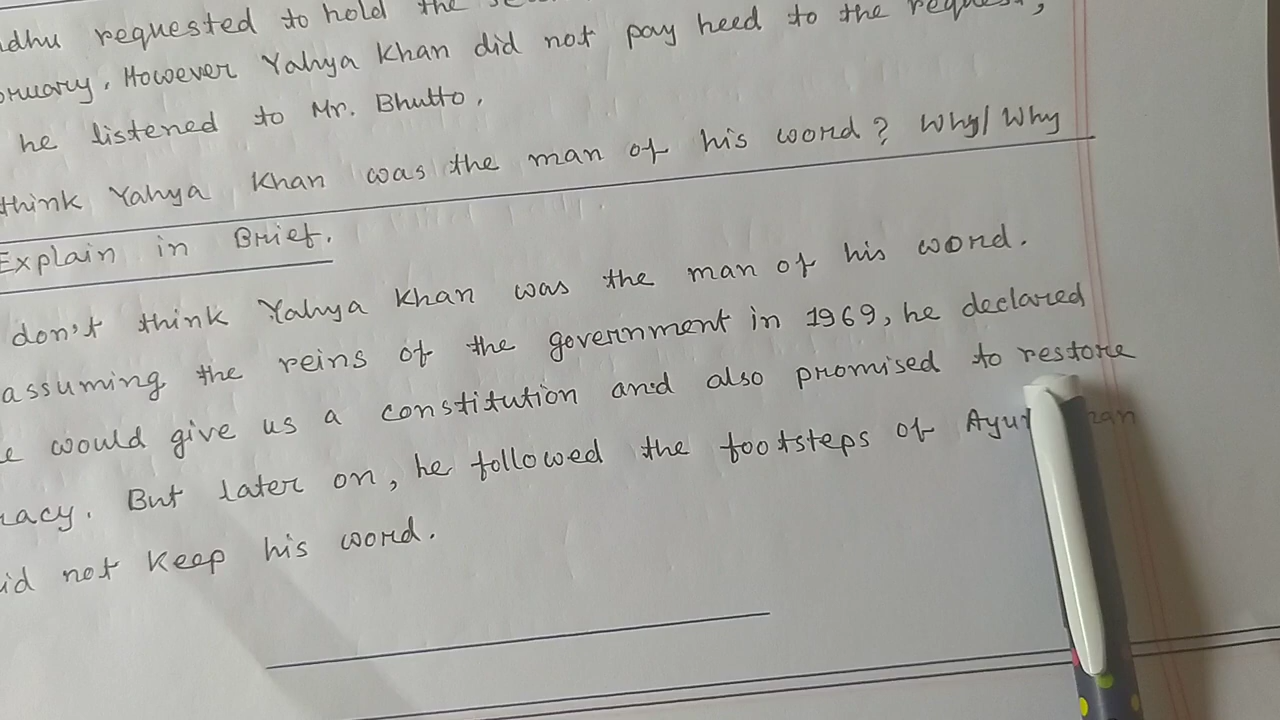 requested to hold the
However Yahya Khan did not pay heed to the request,
he listened to Mr. Bhutto,
think Yahya Khan was the man of his word? Why/Why
Explain in Brief.
don't think Yahya Khan was the man of his word.
assuming the reins of the government in 1969, he declared
would give us a constitution and also promised to restore
But later on, he followed the footsteps of
not keep his word.